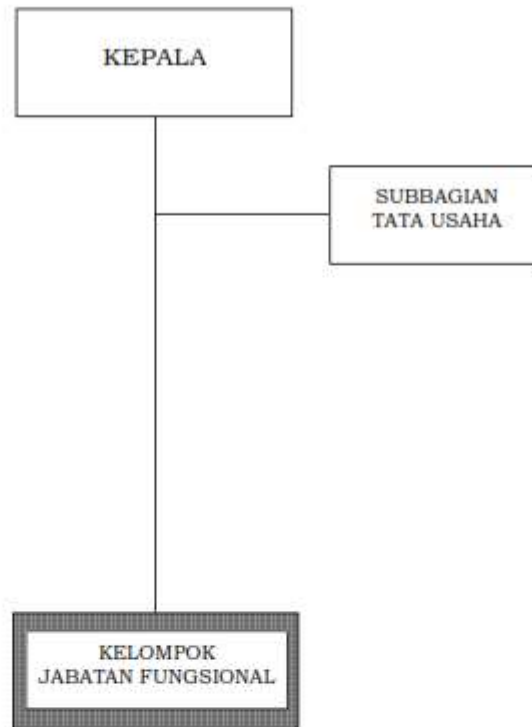 KEPALA
SUBBAGIAN
TATA USAHA
KELOMPOK
JABATAN FUNGSIONAL